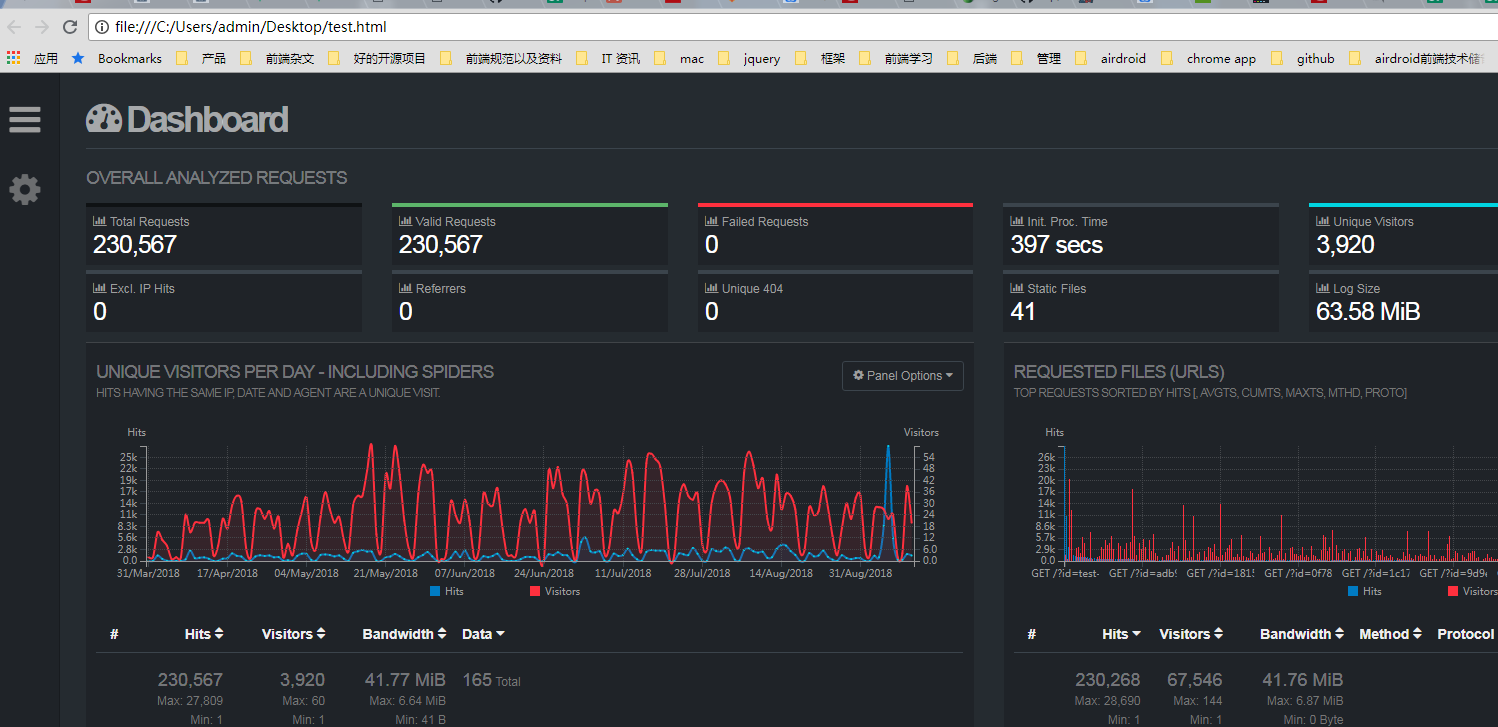 file:///C:/Users/admin/Desktop/test.html
应用 Bookmarks 产品 前端杂文 好的开源项目 前端规范以及资料 IT 资讯 mac jquery 框架 前端学习 后端 管理 airdroid chrome app github airdroid前端技术储
Dashboard
OVERALL ANALYZED REQUESTS
Total Requests Valid Requests Failed Requests Init. Proc. Time Unique Visitors
230,567 230,567 0 397 secs 3,920
Excl. IP Hits Referrers Unique 404 Static Files Log Size
0 0 0 41 63.58 MiB
UNIQUE VISITORS PER DAY - INCLUDING SPIDERS
HITS HAVING THE SAME IP, DATE AND AGENT ARE A UNIQUE VISIT.
Panel Options
Hits Visitors
25k 54
22k 48
19k 42
17k 36
14k 30
11k 24
8.3k 18
5.6k 12
2.8k 6.0
0.0 0.0
31/Mar/2018 17/Apr/2018 04/May/2018 21/May/2018 07/Jun/2018 24/Jun/2018 11/Jul/2018 28/Jul/2018 14/Aug/2018 31/Aug/2018
Hits Visitors
# Hits Visitors Bandwidth Data
230,567 3,920 41.77 MiB 165 Total
Max: 27,809 Max: 60 Max: 6.64 MiB
Min: 1 Min: 1 Min: 41 B
REQUESTED FILES (URLS)
TOP REQUESTS SORTED BY HITS [, AVGTS, CUMTS, MAXTS, MTHD, PROTO]
Hits
26k
23k
20k
17k
14k
11k
8.6k
5.7k
2.9k
0.0
GET /?id=test- GET /?id=adb9 GET /?id=1815 GET /?id=0f78 GET /?id=1c17 GET /?id=9d9e
Hits Visitors
# Hits Visitors Bandwidth Method Protocol
230,268 67,546 41.76 MiB
Max: 28,690 Max: 144 Max: 6.87 MiB
Min: 1 Min: 1 Min: 0 Byte